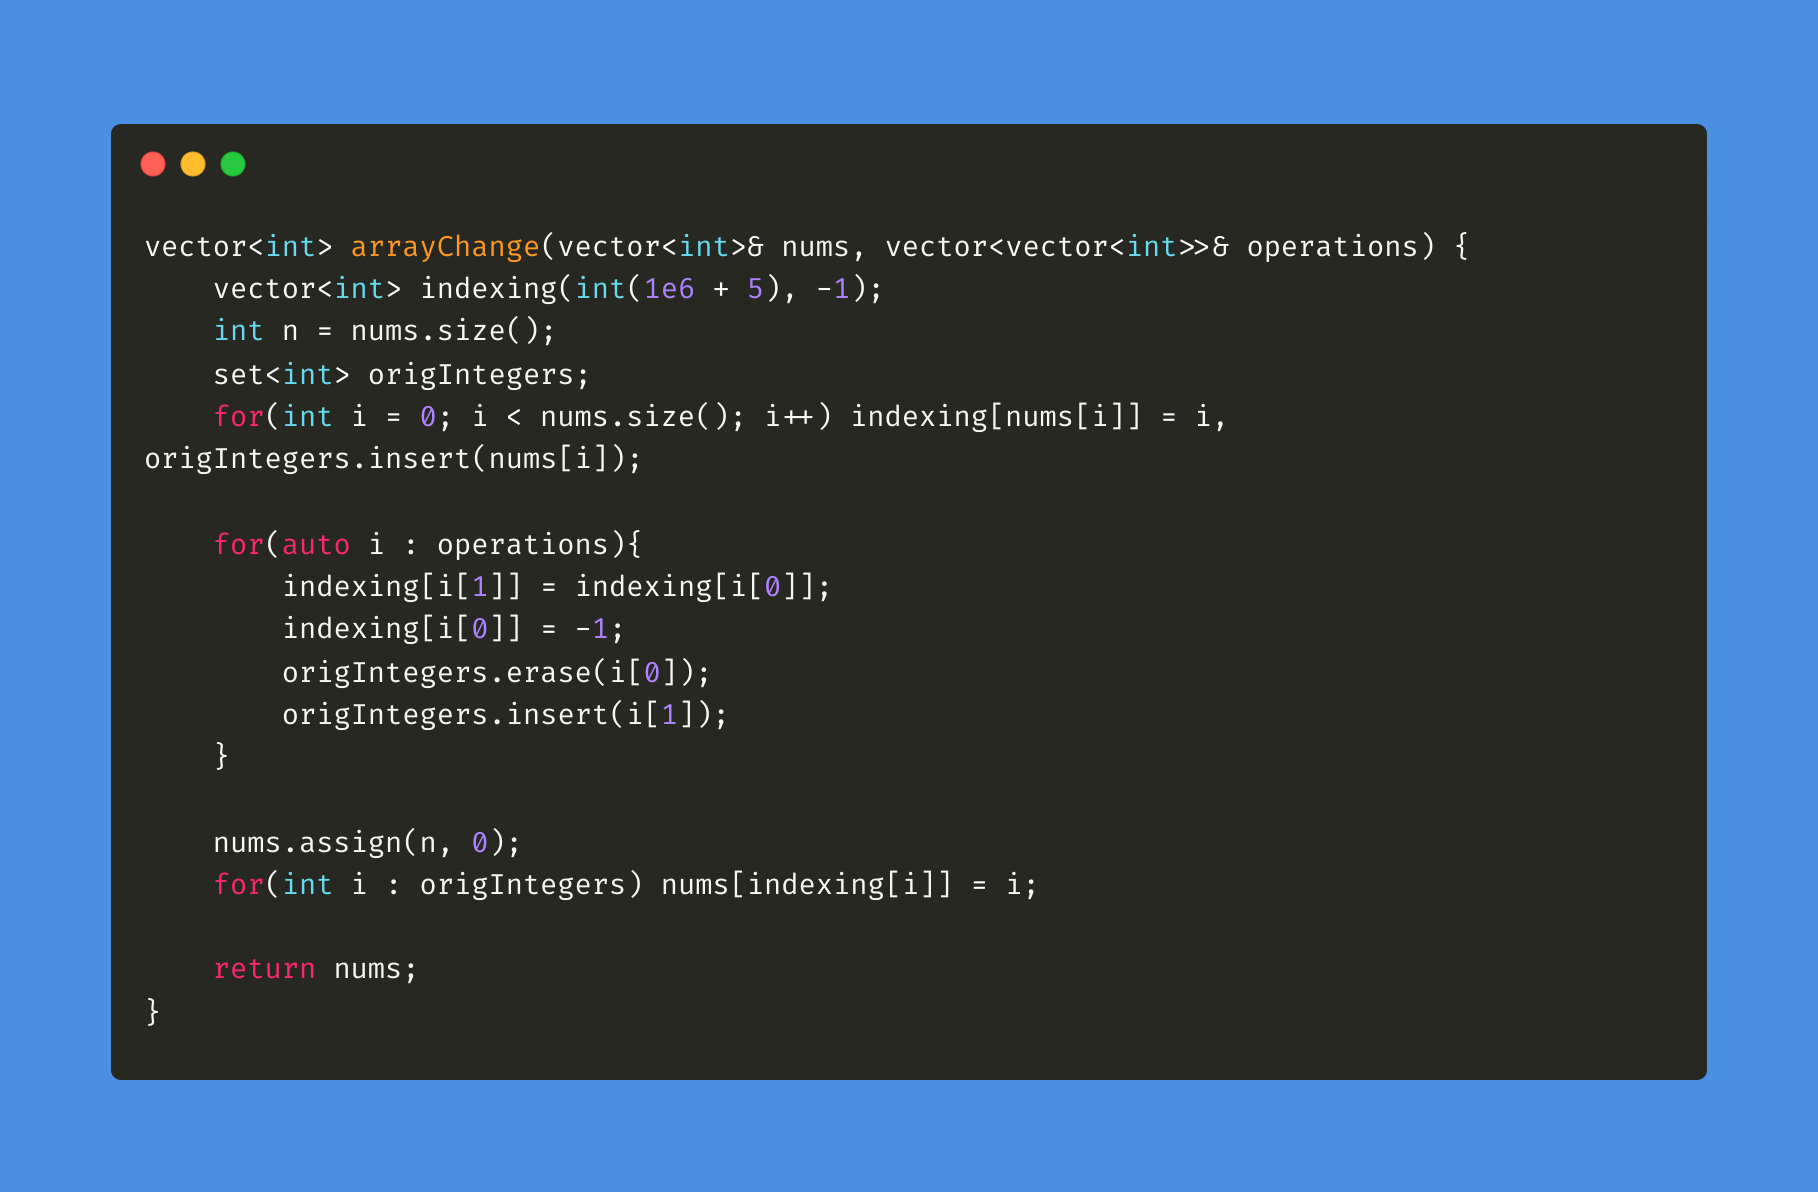 vector<int> arrayChange(vector<int>& nums, vector<vector<int>>& operations) {
    vector<int> indexing(int(1e6 + 5), -1);
    int n = nums.size();
    set<int> origIntegers;
    for(int i = 0; i < nums.size(); i++) indexing[nums[i]] = i,
origIntegers.insert(nums[i]);

    for(auto i : operations){
        indexing[i[1]] = indexing[i[0]];
        indexing[i[0]] = -1;
        origIntegers.erase(i[0]);
        origIntegers.insert(i[1]);
    }

    nums.assign(n, 0);
    for(int i : origIntegers) nums[indexing[i]] = i;

    return nums;
}